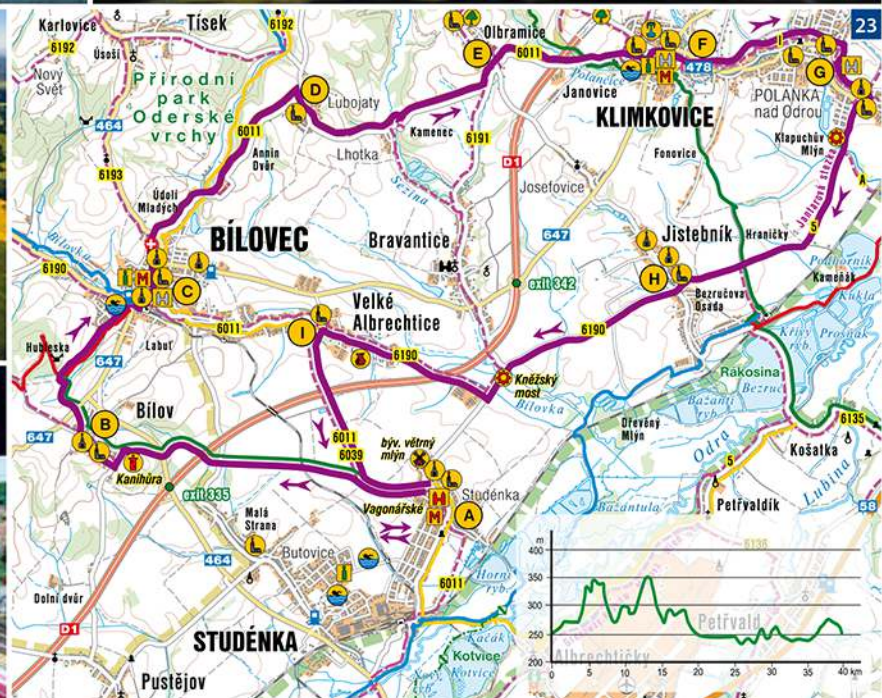 23
Karlovice
6192
Tísek
6192
Olbramice
E
6011
F
I
G
Úsoší
Nový
Svět
Přírodní
park
Oderské
vrchy
D
Lubojaty
Polančice
Janovice
H
M
478
H
POLANKA
nad Odrou
KLIMKOVICE
464
6011
Kamenec
6191
Klapuchův
Mlýn
Annin
Dvůr
Lhotka
D1
Fonovice
Jantarová stezka
A
6193
Sezina
Josefovice
5
Údolí
Mladých
BÍLOVEC
Bravantice
647
Jistebník
Hraničky
Bílovka
Podhorník
6190
M
C
H
exit 342
H
Kameňák
Kukla
Bezručova
Osada
Velké
Albrechtice
6011
I
6190
Křivý
Prosňák
Hubleska
Labuť
647
6190
Rákosina
Bezruč
Kněžský
most
Bílovka
Bažantí
ryb.
Bílov
Dřevěný
Mlýn
6135
B
6011
6039
býv. větrný
mlýn
Odra
Košatka
647
5
Kanihůra
Studénka
Lubina
exit 335
Vagonářské
H
M
A
Bažantula
Petřvaldík
58
Malá
Strana
464
Butovice
6011
Horní
ryb.
6136
Dolní dvůr
m
400
350
300
250
200
Petřvald
Albrechtičky
D1
STUDÉNKA
Kačák
Kotvice
Nový
Kotvice
Pustějov
0 5 10 15 20 25 30 35 40 km